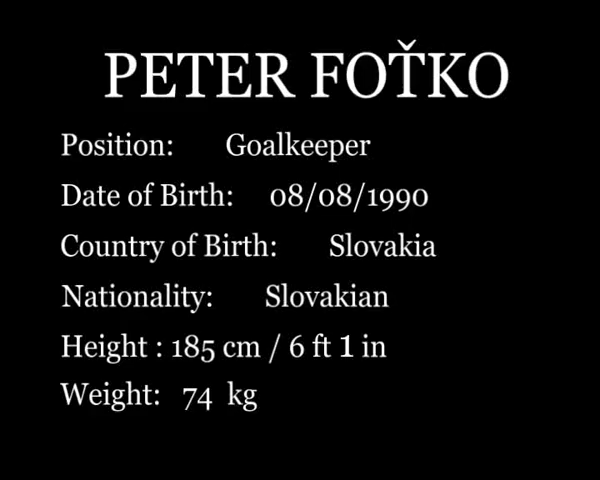 PETER FOŤKO
Position: Goalkeeper
Date of Birth: 08/08/1990
Country of Birth: Slovakia
Nationality: Slovakian
Height : 185 cm / 6 ft 1 in
Weight: 74 kg